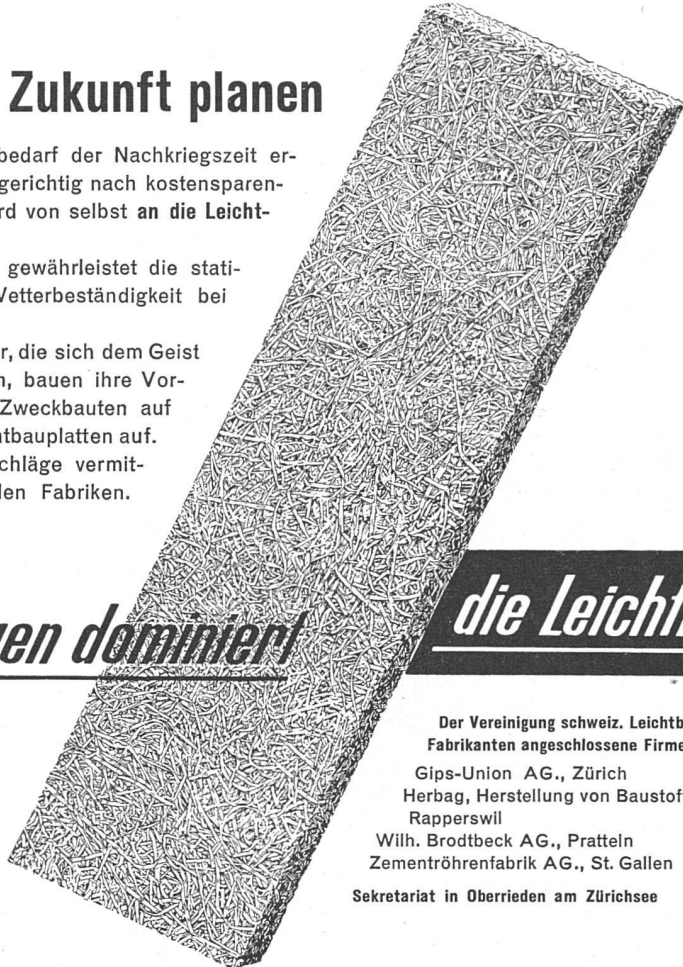 Zukunft planen
bedarf der Nachkriegszeit er-
gerichtig nach kostensparen-
rd von selbst an die Leicht-
gewährleistet die stati-
Wetterbeständigkeit bei
r, die sich dem Geist
n, bauen ihre Vor-
Zweckbauten auf
htbauplatten auf.
chläge vermit-
den Fabriken.
en dominiert
die Leicht
Der Vereinigung schweiz. Leichtb
Fabrikanten angeschlossene Firme
Gips-Union AG., Zürich
Herbag, Herstellung von Baustof
Rapperswil
Wilh. Brodtbeck AG., Pratteln
Zementröhrenfabrik AG., St. Gallen
Sekretariat in Oberrieden am Zürichsee